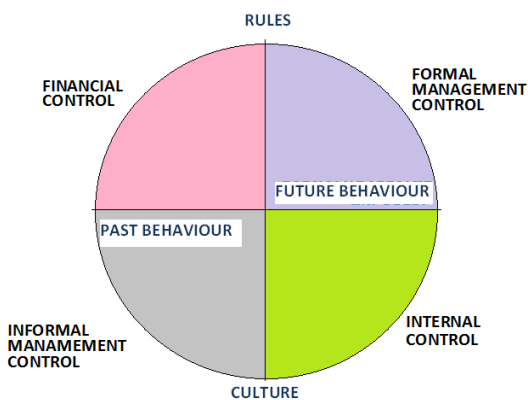 RULES
FINANCIAL
CONTROL
FORMAL
MANAGEMENT
CONTROL
FUTURE BEHAVIOUR
PAST BEHAVIOUR
INFORMAL
MANAMEMENT
CONTROL
INTERNAL
CONTROL
CULTURE